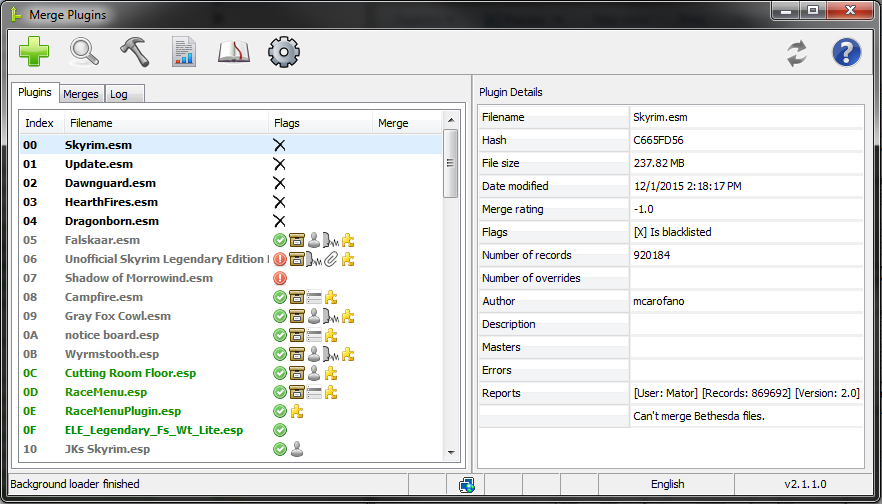 Merge Plugins
Plugins Merges Log
Index Filename Flags Merge
00 Skyrim.esm
01 Update.esm
02 Dawnguard.esm
03 HearthFires.esm
04 Dragonborn.esm
05 Falskaar.esm
06 Unofficial Skyrim Legendary Edition
07 Shadow of Morrowind.esm
08 Campfire.esm
09 Gray Fox Cowl.esm
0A notice board.esp
0B Wyrmstooth.esp
0C Cutting Room Floor.esp
0D RaceMenu.esp
0E RaceMenuPlugin.esp
0F ELE_Legendary_Fs_Wt_Lite.esp
10 JKs Skyrim.esp
Plugin Details
Filename Skyrim.esm
Hash C665FD56
File size 237.82 MB
Date modified 12/1/2015 2:18:17 PM
Merge rating -1.0
Flags [X] Is blacklisted
Number of records 920184
Number of overrides
Author mcarofano
Description
Masters
Errors
Reports [User: Mator] [Records: 869692] [Version: 2.0]
Can't merge Bethesda files.
Background loader finished English v2.1.1.0